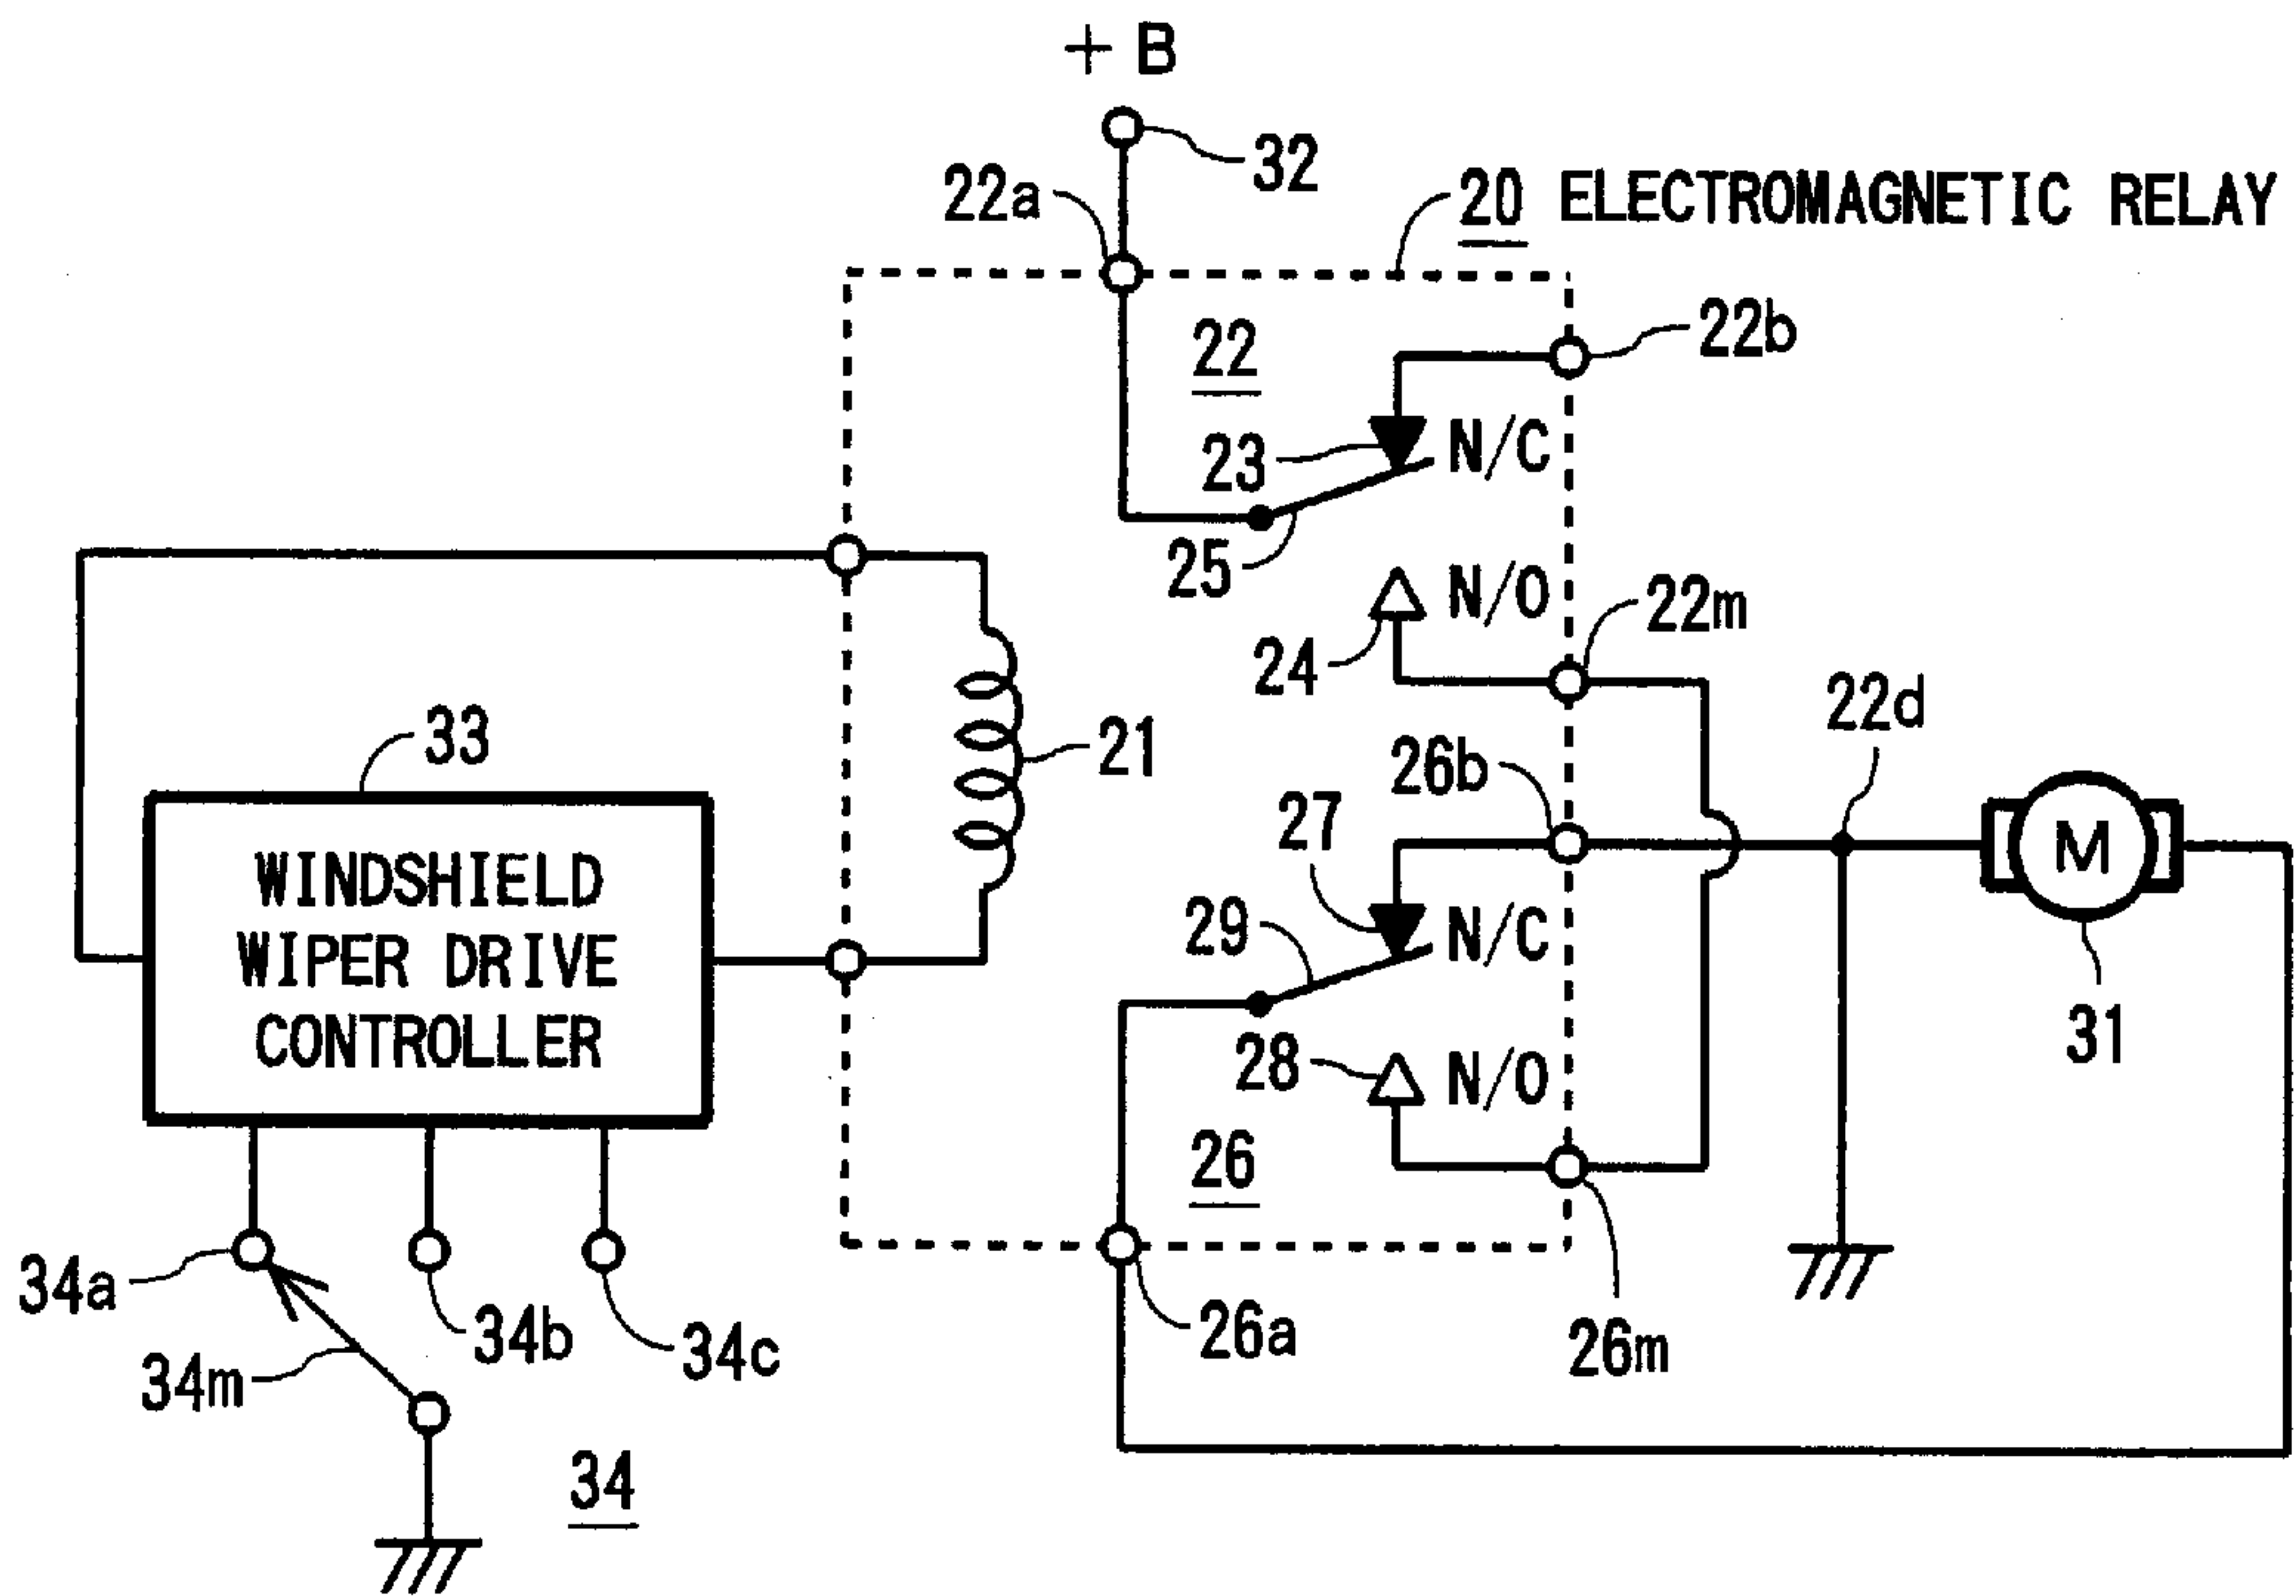 + B
32
22a
20 ELECTROMAGNETIC RELAY
22
22b
23
N/C
25
N/O
22m
24
22d
33
21
26b
27
M
WINDSHIELD
WIPER DRIVE
CONTROLLER
29
N/C
31
28
N/O
26
34a
34b
34c
26a
26m
34m
34